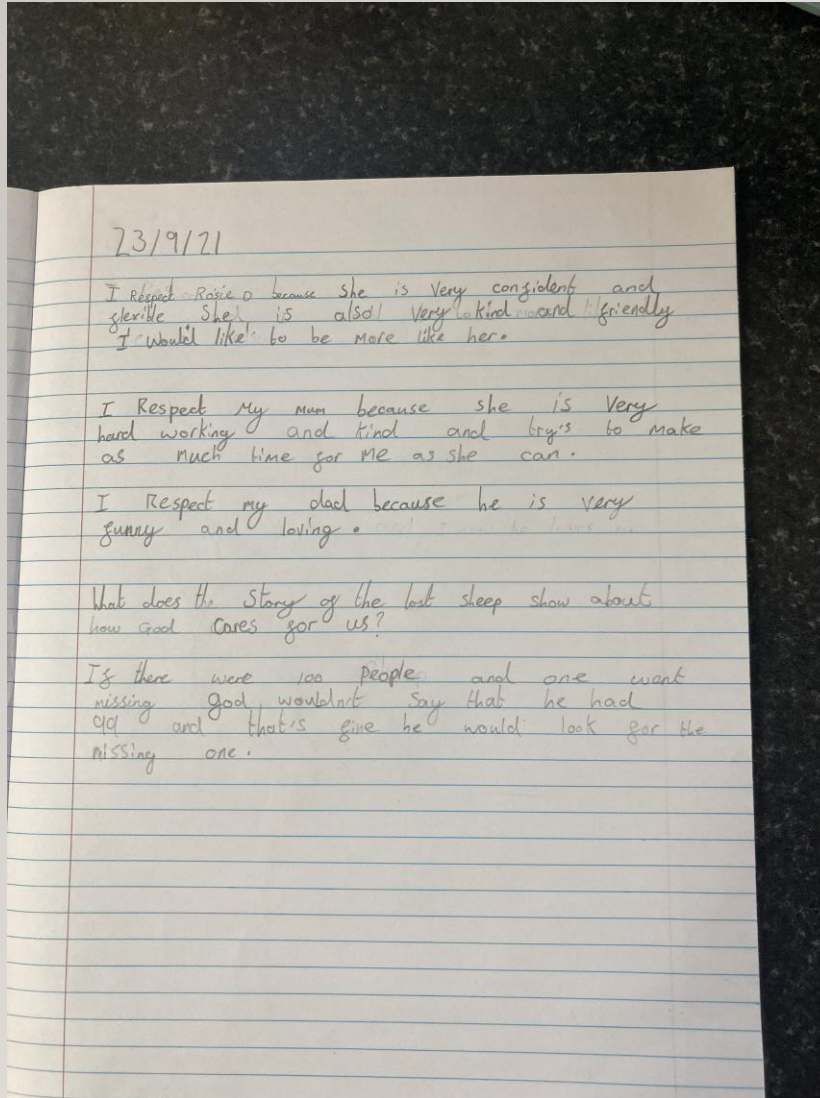 23/9/21
I Respect Rosie O because she is very confident and
flexible She is also very kind and friendly
I would like to be more like her.
I Respect My Mum because she is very
hard working and kind and try's to make
as much time for me as she can.
I Respect my dad because he is very
funny and loving.
What does the Story of the lost sheep show about
how God cares for us?
If there were 100 people and one went
missing god wouldn't say that he had
99 and that's fine he would look for the
missing one.